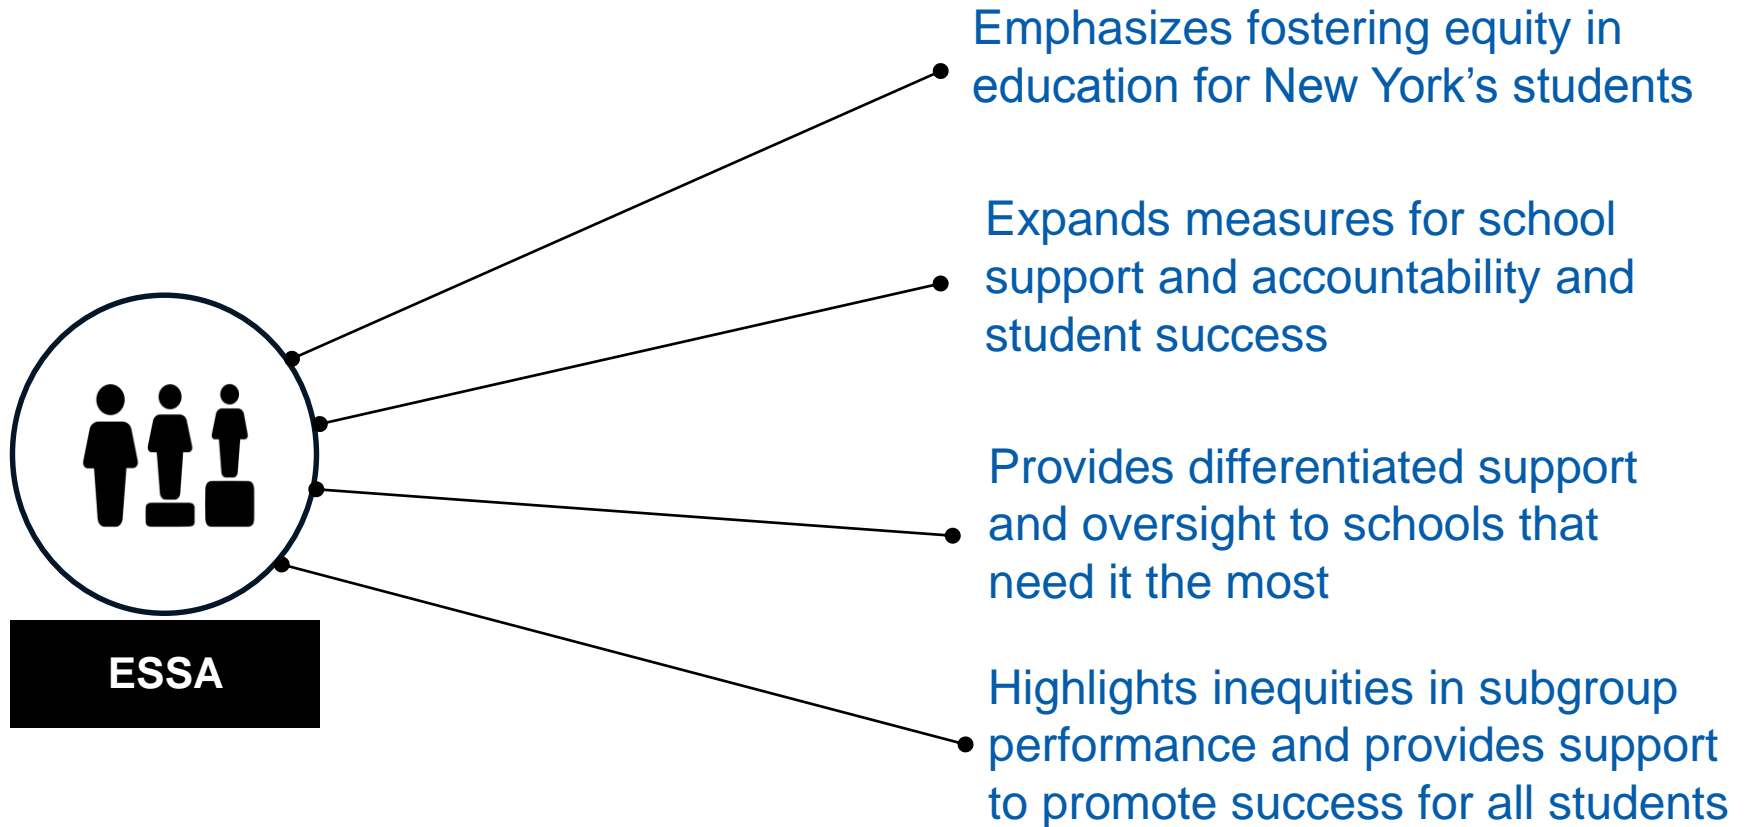 Emphasizes fostering equity in
education for New York’s students
Expands measures for school
support and accountability and
student success
Provides differentiated support
and oversight to schools that
need it the most
ESSA
Highlights inequities in subgroup
performance and provides support
to promote success for all students